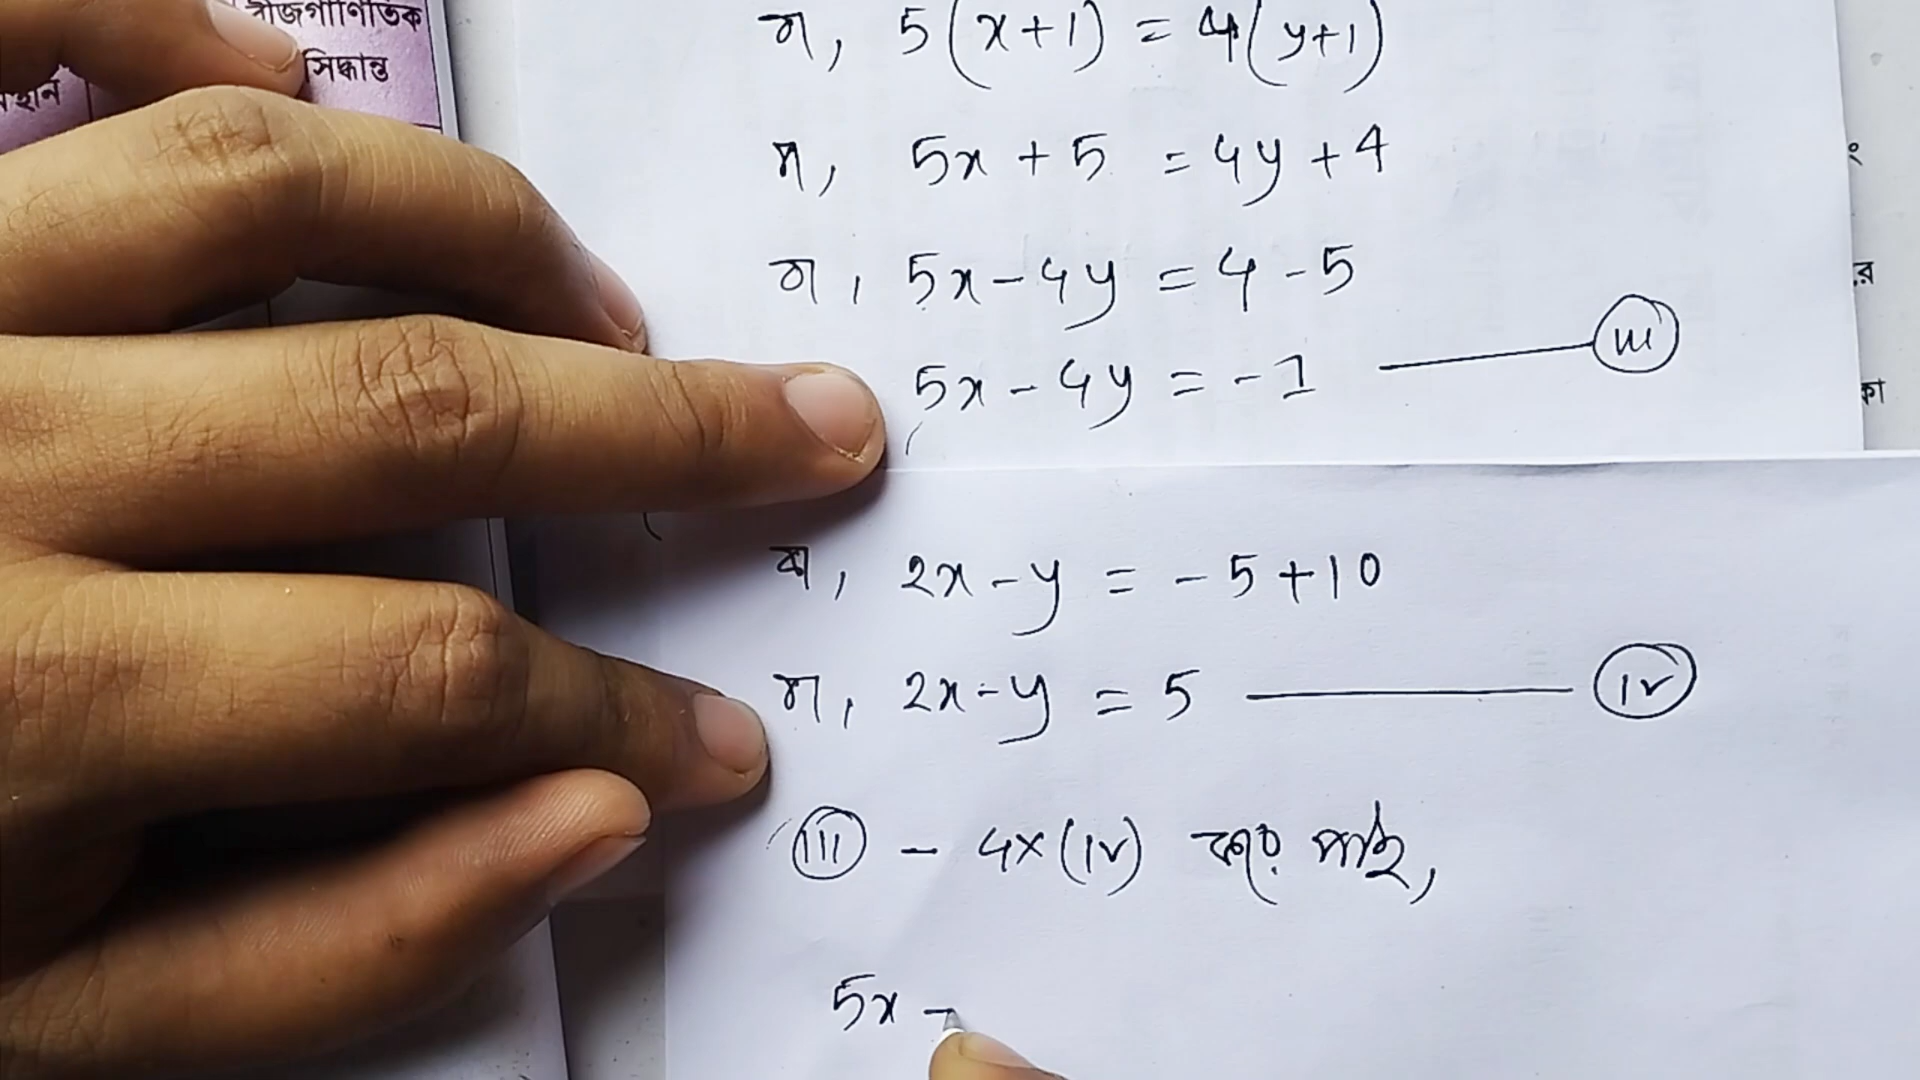 বীজগাণিতিক
সিদ্ধান্ত
বা, 5(x+1) = 4(y+1)
বা, 5x + 5 = 4y + 4
বা, 5x - 4y = 4 - 5
5x - 4y = -1 —— (iii)
বা, 2x - y = -5 + 10
বা, 2x - y = 5 —— (iv)
(iii) - 4×(iv) করে পাই,
5x -